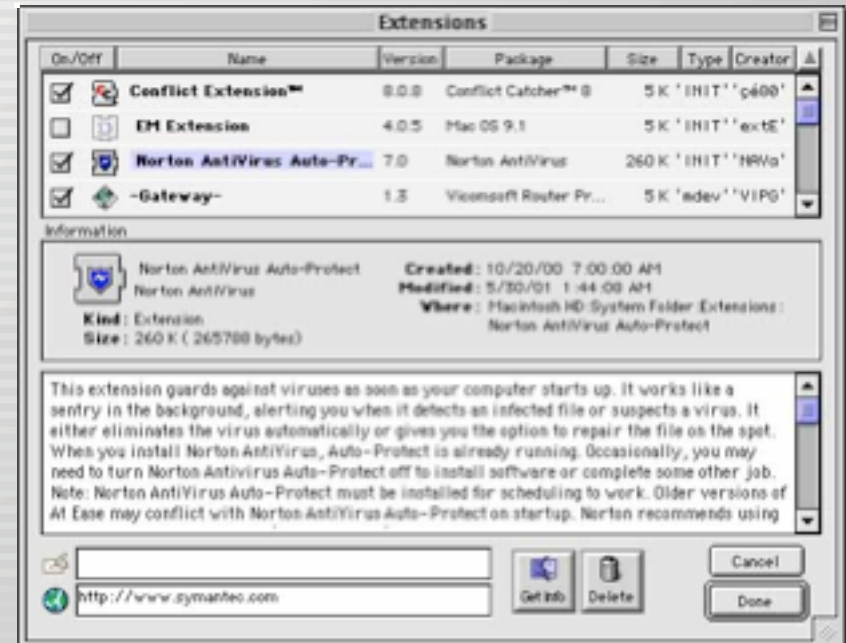 Extensions
On/Off Name Version Package Size Type Creator
Conflict Extension™ 8.0.8 Conflict Catcher™ 8 5 K 'INIT' 'çé80'
EM Extension 4.0.5 Mac OS 9.1 5 K 'INIT' 'extE'
Norton AntiVirus Auto-Pr... 7.0 Norton AntiVirus 260 K 'INIT' 'NAVa'
-Gateway- 1.3 Vicomsoft Router Pr... 5 K 'mdev' 'VIPG'
Information
Norton AntiVirus Auto-Protect
Norton AntiVirus
Kind: Extension
Size: 260 K ( 265788 bytes)
Created: 10/20/00 7:00:00 AM
Modified: 5/30/01 1:44:08 AM
Where: Macintosh HD:System Folder:Extensions:
Norton AntiVirus Auto-Protect
This extension guards against viruses as soon as your computer starts up. It works like a
sentry in the background, alerting you when it detects an infected file or suspects a virus. It
either eliminates the virus automatically or gives you the option to repair the file on the spot.
When you install Norton AntiVirus, Auto-Protect is already running. Occasionally, you may
need to turn Norton Antivirus Auto-Protect off to install software or complete some other job.
Note: Norton AntiVirus Auto-Protect must be installed for scheduling to work. Older versions of
At Ease may conflict with Norton AntiVirus Auto-Protect on startup. Norton recommends using
http://www.symantec.com
Get Info
Delete
Cancel
Done